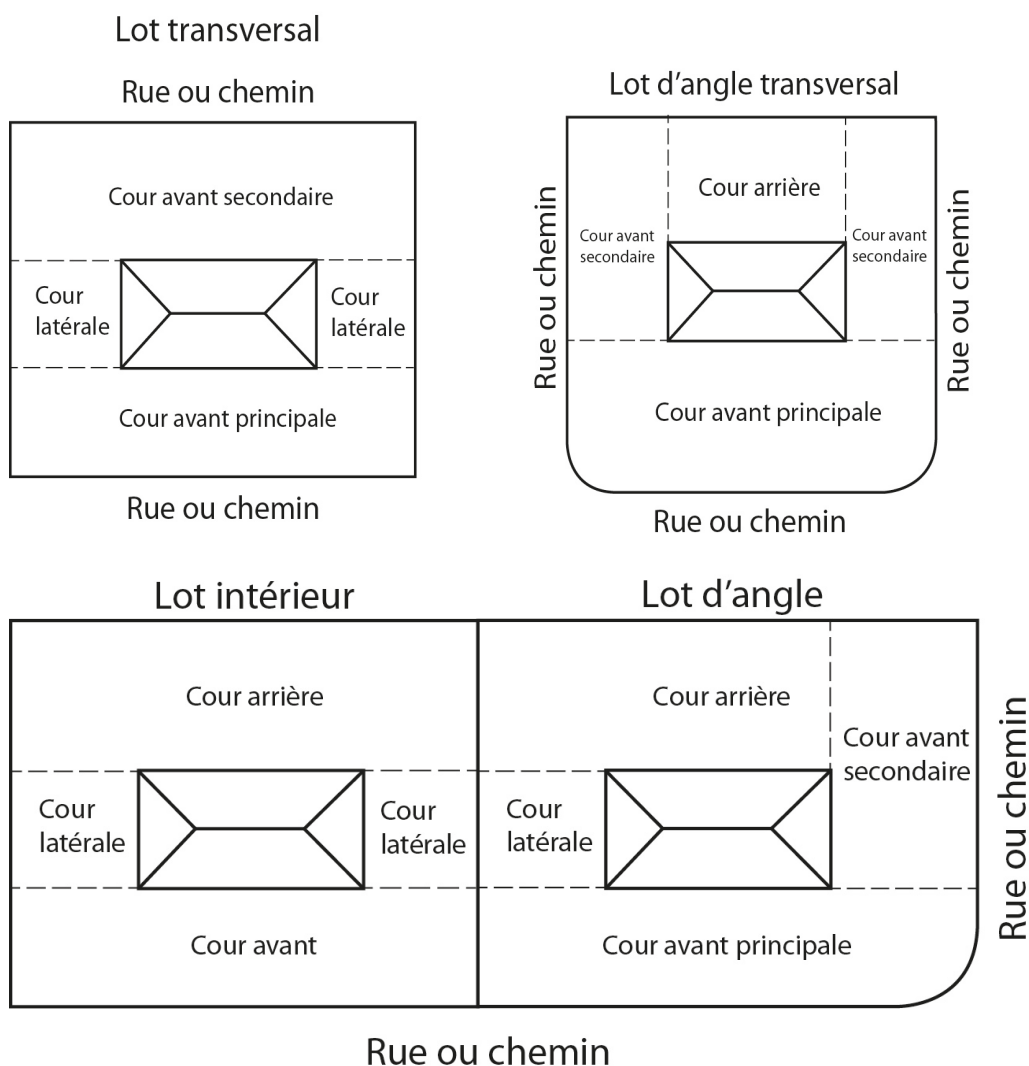 Lot transversal
Rue ou chemin
Cour avant secondaire
Cour
latérale
Cour
latérale
Cour avant principale
Rue ou chemin
Lot d'angle transversal
Rue ou chemin
Cour arrière
Cour avant
secondaire
Cour avant
secondaire
Rue ou chemin
Cour avant principale
Rue ou chemin
Lot intérieur
Cour arrière
Cour
latérale
Cour
latérale
Cour avant
Lot d'angle
Cour arrière
Cour avant
secondaire
Cour
latérale
Cour avant principale
Rue ou chemin
Rue ou chemin